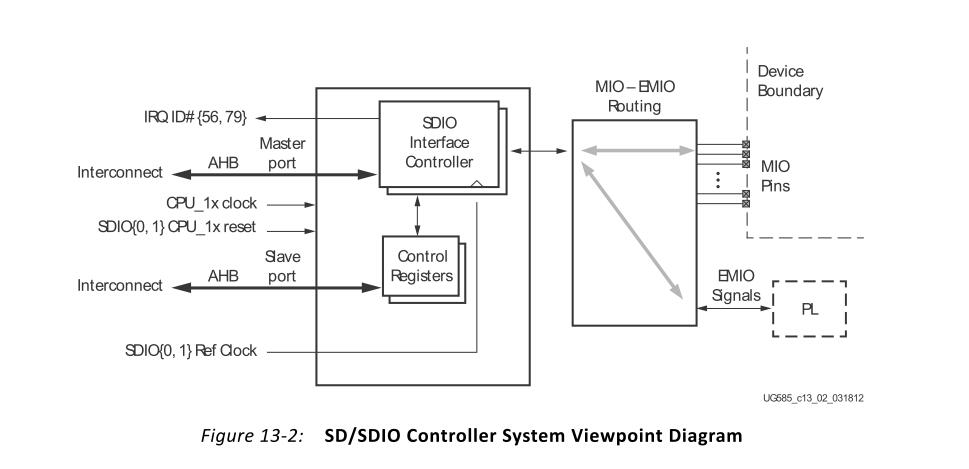 Device
Boundary
MIO – EMIO
Routing
IRQ ID# {56, 79}
SDIO
Interface
Controller
Master
port
AHB
Interconnect
MIO
Pins
CPU_1x clock
SDIO{0, 1} CPU_1x reset
Control
Registers
Slave
port
AHB
Interconnect
EMIO
Signals
PL
SDIO{0, 1} Ref Clock
UG585_c13_02_031812
Figure 13-2: SD/SDIO Controller System Viewpoint Diagram